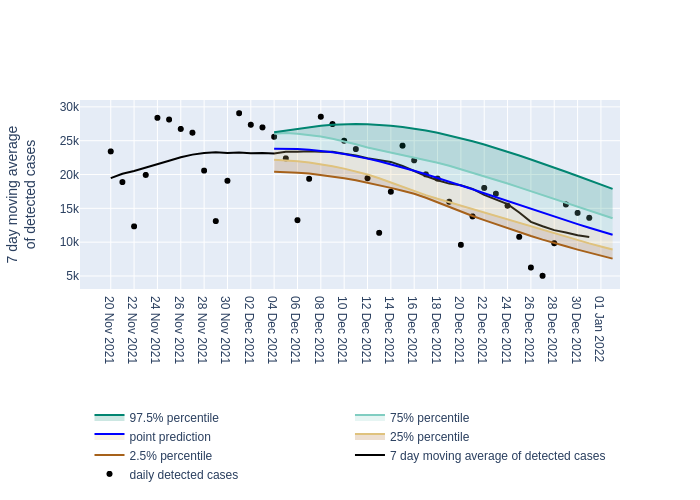 7 day moving average
of detected cases
30k
25k
20k
15k
10k
5k
20 Nov 2021
22 Nov 2021
24 Nov 2021
26 Nov 2021
28 Nov 2021
30 Nov 2021
02 Dec 2021
04 Dec 2021
06 Dec 2021
08 Dec 2021
10 Dec 2021
12 Dec 2021
14 Dec 2021
16 Dec 2021
18 Dec 2021
20 Dec 2021
22 Dec 2021
24 Dec 2021
26 Dec 2021
28 Dec 2021
30 Dec 2021
01 Jan 2022
97.5% percentile
75% percentile
point prediction
25% percentile
2.5% percentile
7 day moving average of detected cases
daily detected cases